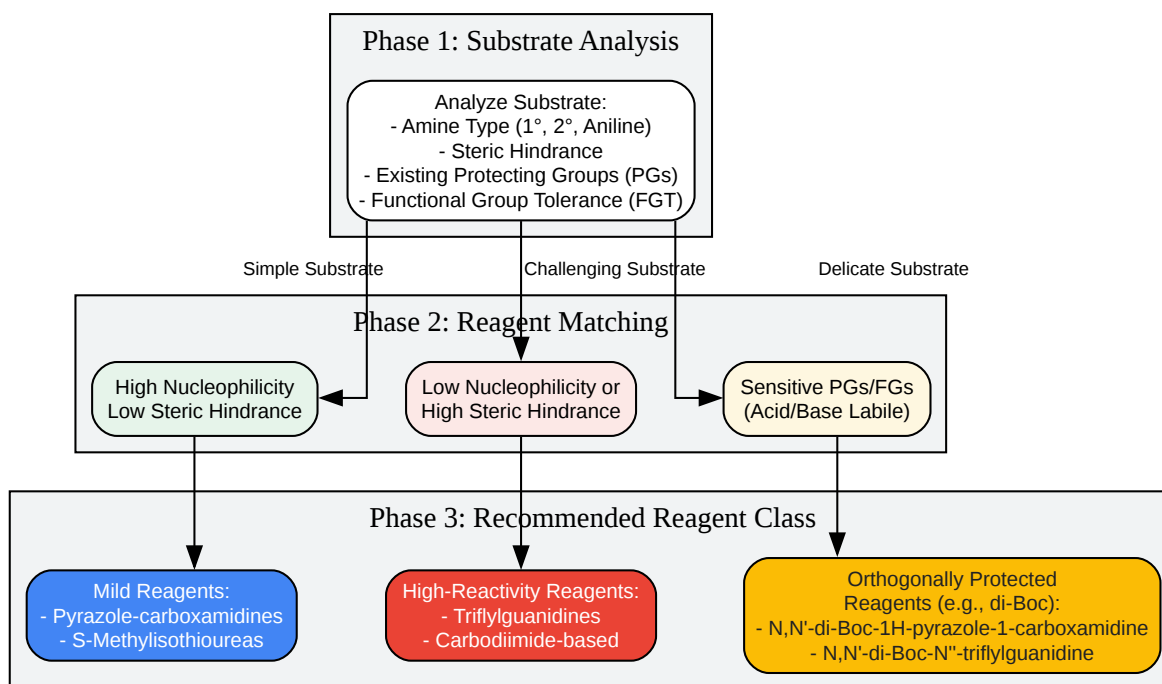 Phase 1: Substrate Analysis
Analyze Substrate:
- Amine Type (1°, 2°, Aniline)
- Steric Hindrance
- Existing Protecting Groups (PGs)
- Functional Group Tolerance (FGT)
Simple Substrate
Challenging Substrate
Delicate Substrate
Phase 2: Reagent Matching
High Nucleophilicity
Low Steric Hindrance
Low Nucleophilicity or
High Steric Hindrance
Sensitive PGs/FGs
(Acid/Base Labile)
Phase 3: Recommended Reagent Class
Mild Reagents:
- Pyrazole-carboxamidines
- S-Methylisothioureas
High-Reactivity Reagents:
- Triflylguanidines
- Carbodiimide-based
Orthogonally Protected
Reagents (e.g., di-Boc):
- N,N'-di-Boc-1H-pyrazole-1-carboxamidine
- N,N'-di-Boc-N''-triflylguanidine